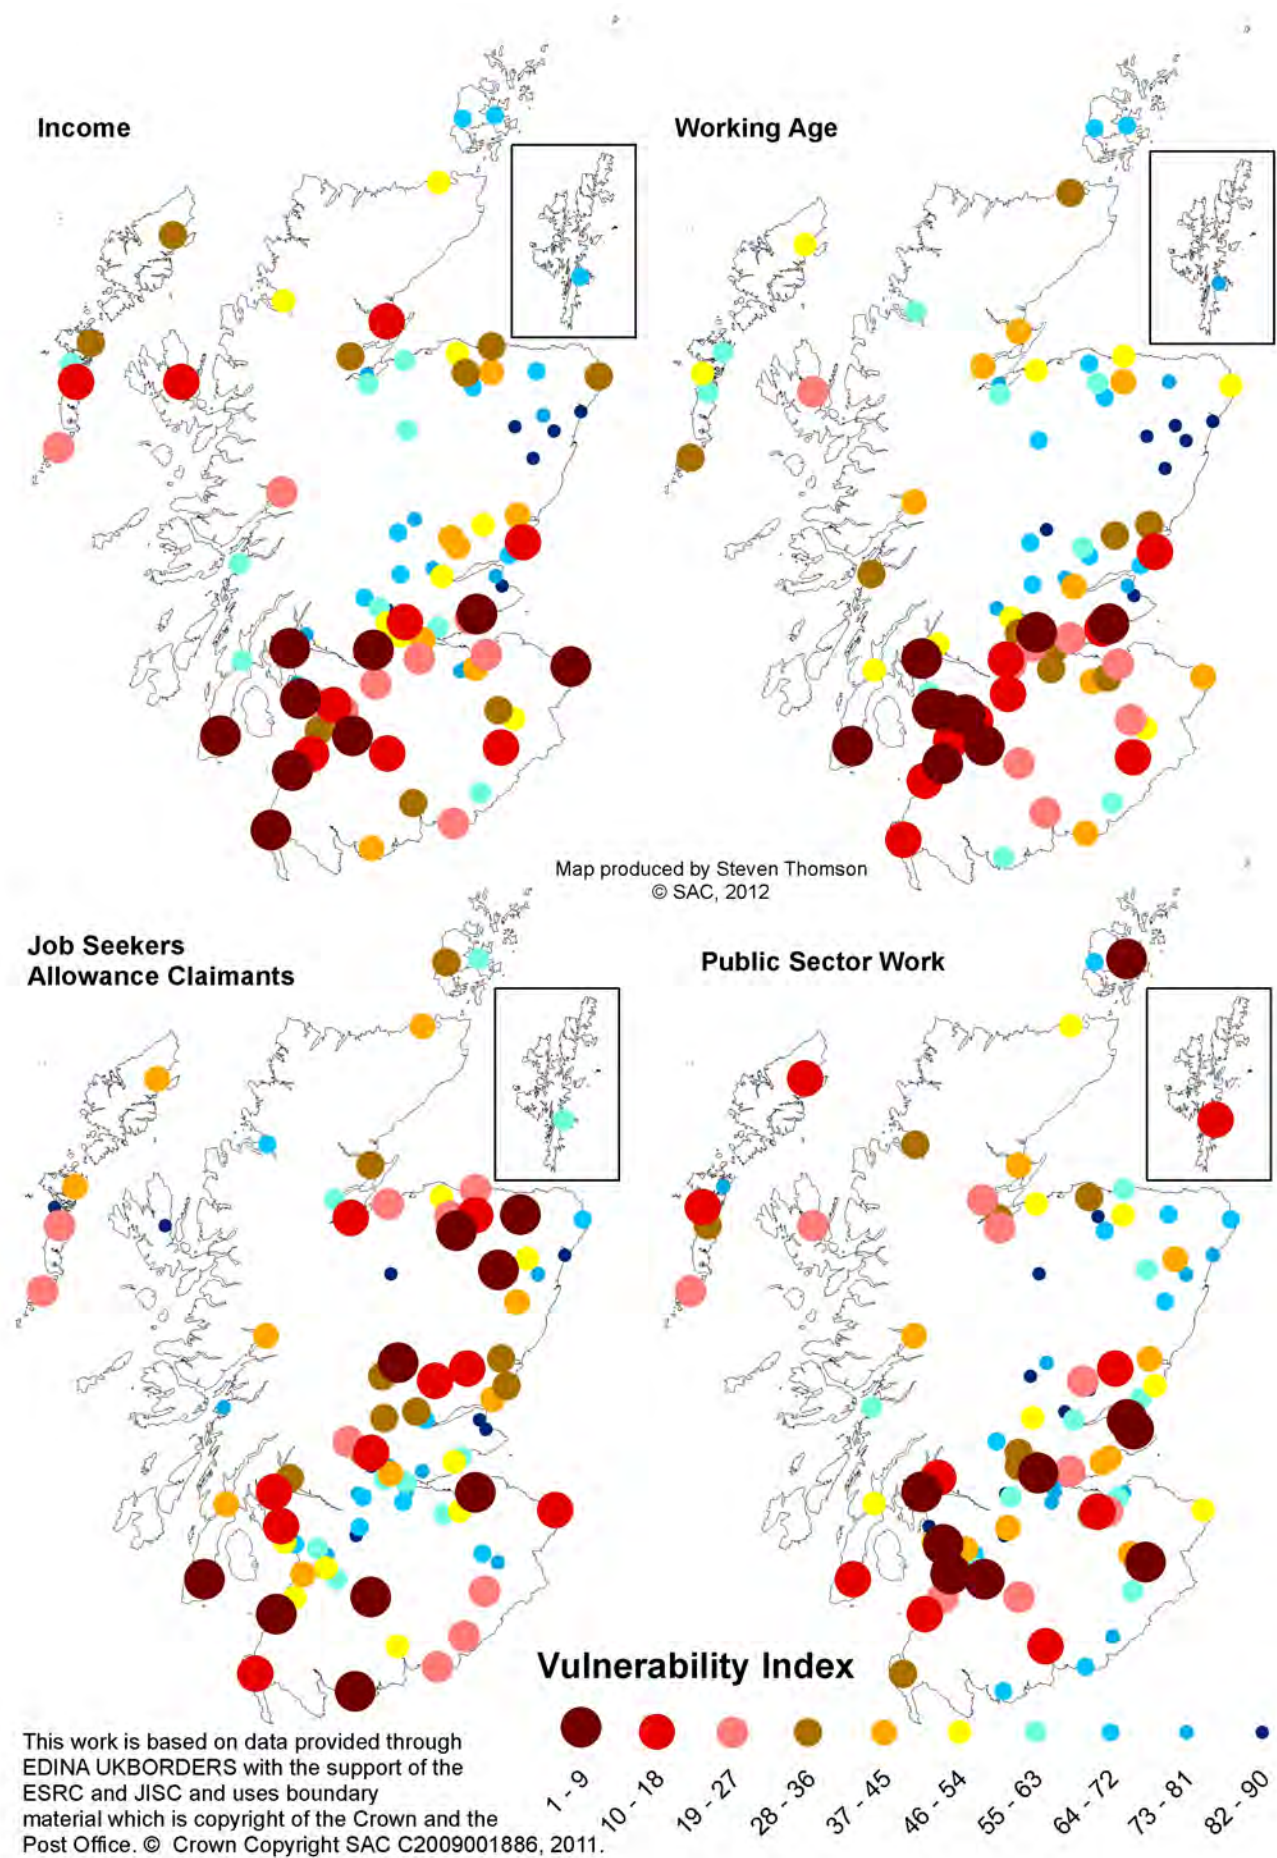 Income
Working Age
Map produced by Steven Thomson
© SAC, 2012
Job Seekers
Allowance Claimants
Public Sector Work
Vulnerability Index
1 - 9
10 - 18
19 - 27
28 - 36
37 - 45
46 - 54
55 - 63
64 - 72
73 - 81
82 - 90
This work is based on data provided through
EDINA UKBORDERS with the support of the
ESRC and JISC and uses boundary
material which is copyright of the Crown and the
Post Office. © Crown Copyright SAC C2009001886, 2011.